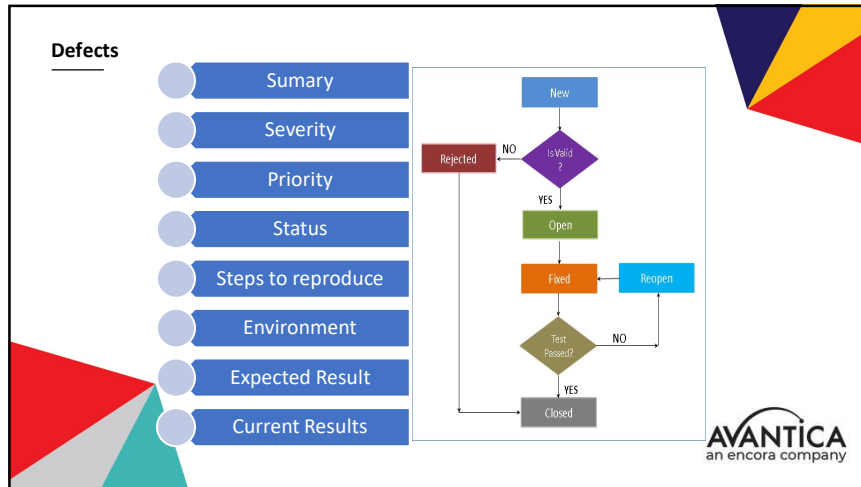 Defects
Sumary
Severity
Priority
Status
Steps to reproduce
Environment
Expected Result
Current Results
New
Is Valid
?
NO
Rejected
YES
Open
Fixed
Reopen
Test
Passed?
NO
YES
Closed
AVANTICA
an encora company